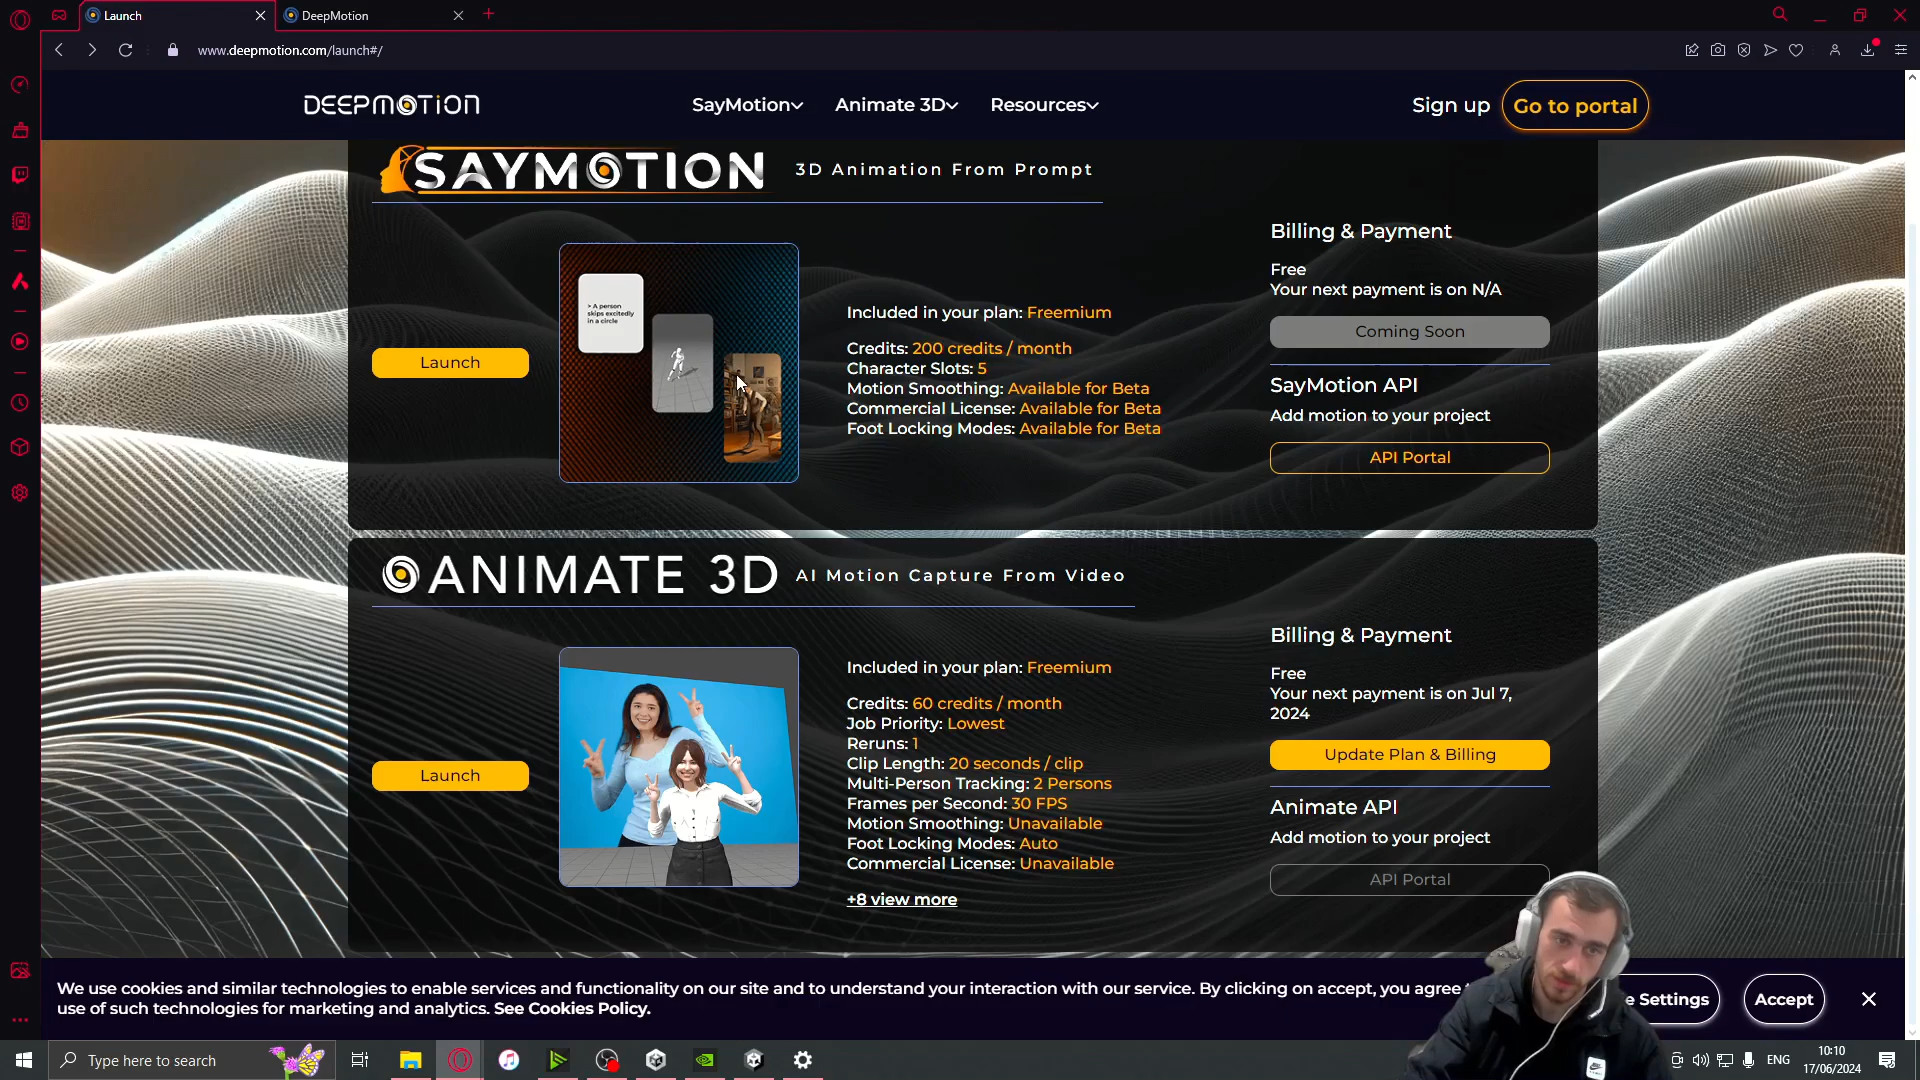 Launch
DeepMotion
www.deepmotion.com/launch#/
DEEPMOTION
SayMotion
Animate 3D
Resources
Sign up
Go to portal
SAYMOTION
3D Animation From Prompt
> A person
skips excitedly
in a circle
Launch
Included in your plan: Freemium
Credits: 200 credits / month
Character Slots: 5
Motion Smoothing: Available for Beta
Commercial License: Available for Beta
Foot Locking Modes: Available for Beta
Billing & Payment
Free
Your next payment is on N/A
Coming Soon
SayMotion API
Add motion to your project
API Portal
ANIMATE 3D
AI Motion Capture From Video
Launch
Included in your plan: Freemium
Credits: 60 credits / month
Job Priority: Lowest
Reruns: 1
Clip Length: 20 seconds / clip
Multi-Person Tracking: 2 Persons
Frames per Second: 30 FPS
Motion Smoothing: Unavailable
Foot Locking Modes: Auto
Commercial License: Unavailable
+8 view more
Billing & Payment
Free
Your next payment is on Jul 7,
2024
Update Plan & Billing
Animate API
Add motion to your project
API Portal
We use cookies and similar technologies to enable services and functionality on our site and to understand your interaction with our service. By clicking on accept, you agree
use of such technologies for marketing and analytics. See Cookies Policy.
Settings
Accept
Type here to search
ENG
10:10
17/06/2024